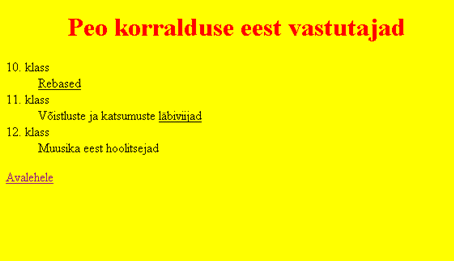 Peo korralduse eest vastutajad
10. klass
Rebased
11. klass
Võistluste ja katsumuste läbiviijad
12. klass
Muusika eest hoolitsejad
Avalehele